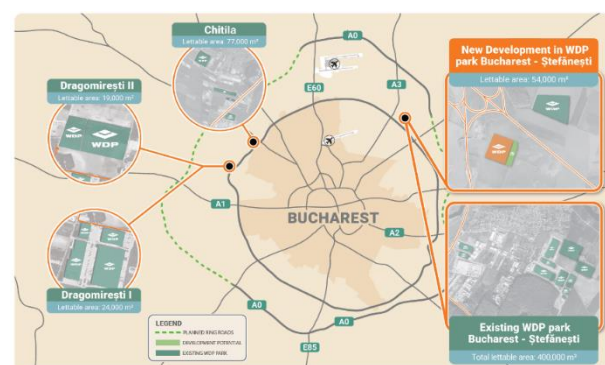 Chitila
Lettable area: 77,000 m²
A0
New Development in WDP
park Bucharest - Ștefănești
Lettable area: 54,000 m²
Dragomirești II
Lettable area: 19,000 m²
E60
A3
WDP
WDP
WDP
A1
BUCHAREST
A2
WDP
WDP
Dragomirești I
Lettable area: 24,000 m²
LEGEND
PLANNED RING ROADS
DEVELOPMENT POTENTIAL
EXISTING WDP PARK
A0
A0
E85
Existing WDP park
Bucharest - Ștefănești
Total lettable area: 400,000 m²